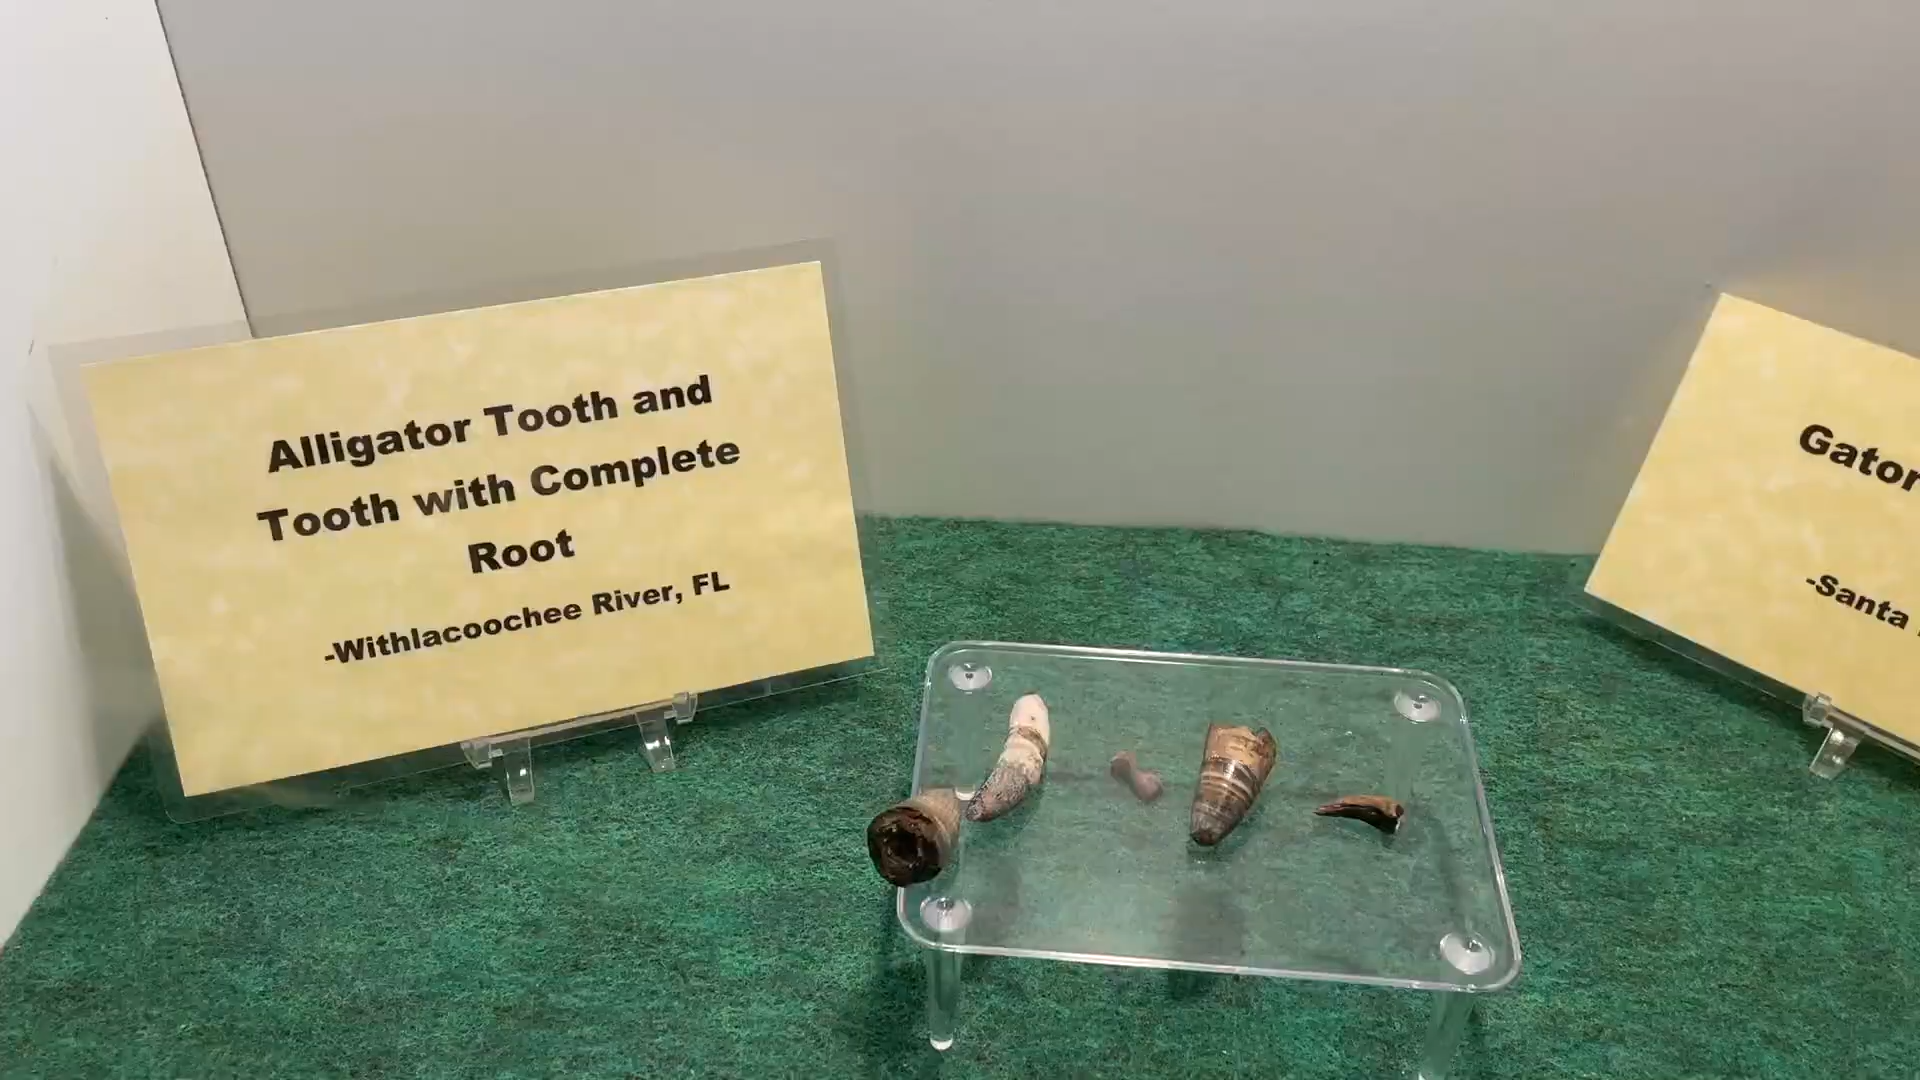 Alligator Tooth and
Tooth with Complete
Root
-Withlacoochee River, FL
Gator
-Santa